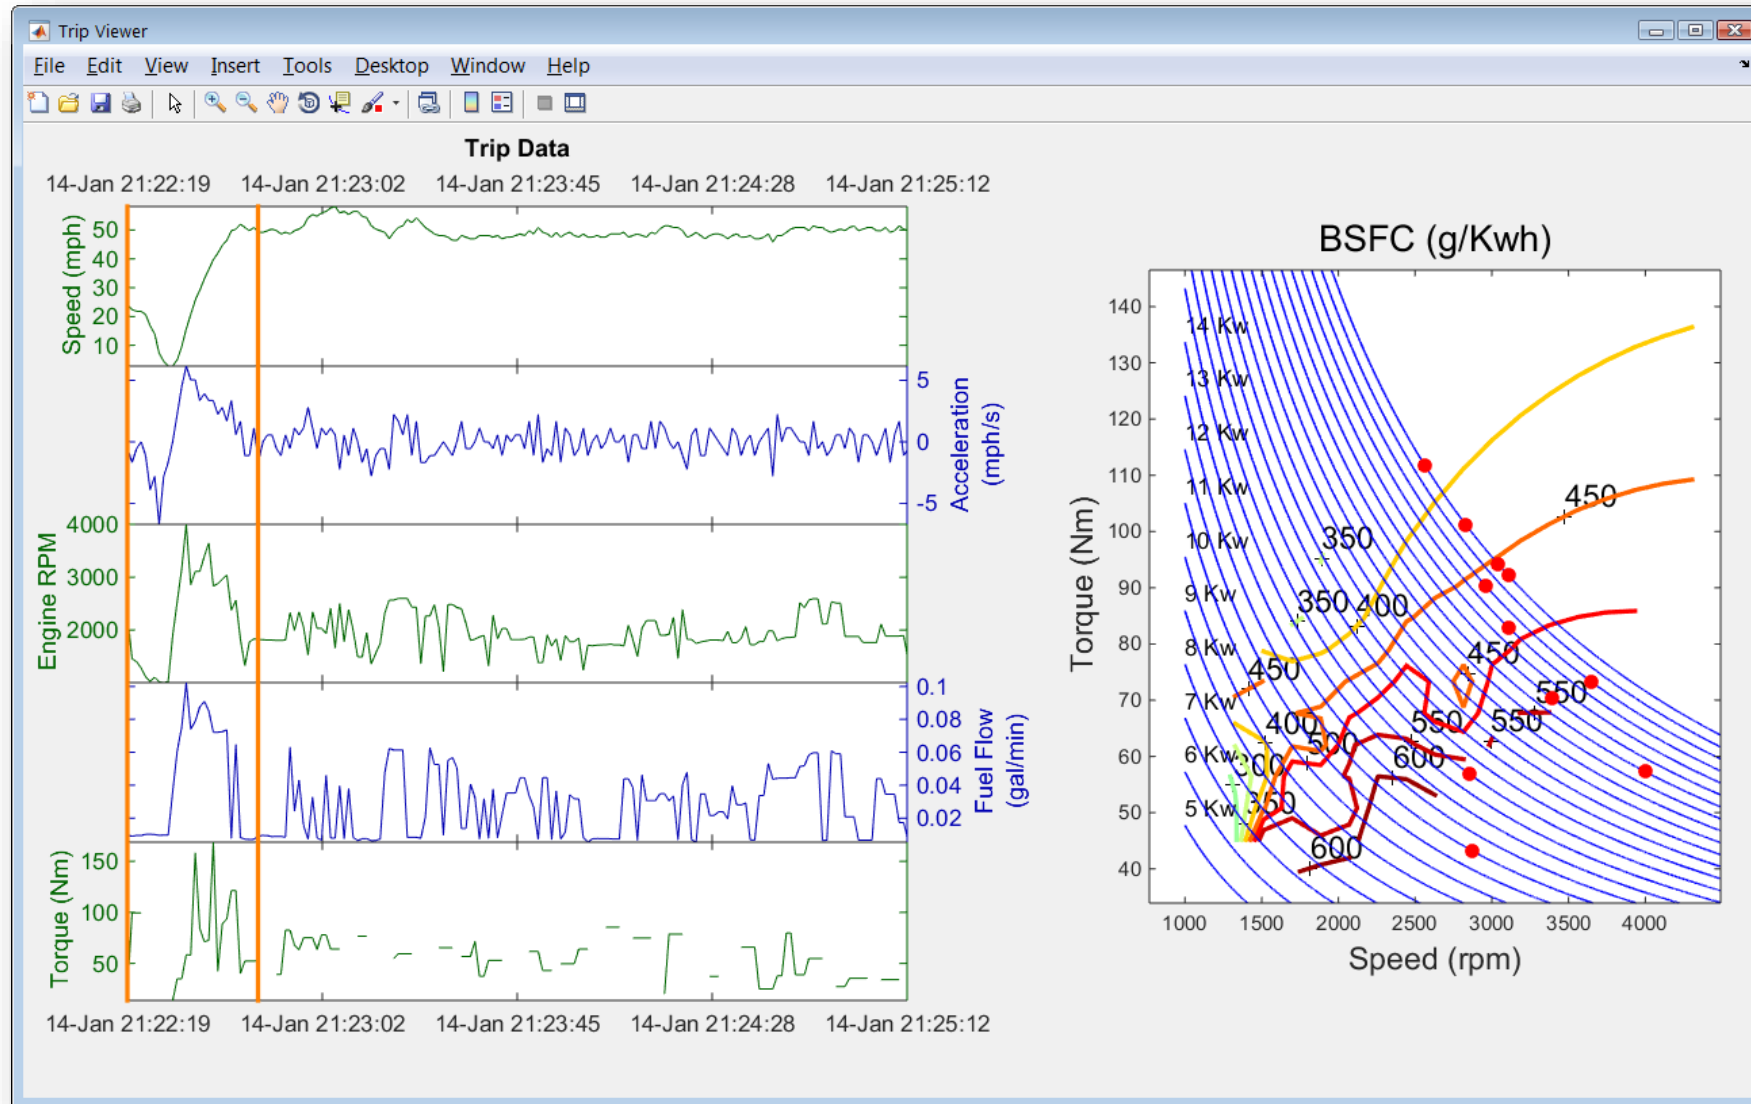 Trip Viewer
File Edit View Insert Tools Desktop Window Help
Trip Data
14-Jan 21:22:19 14-Jan 21:23:02 14-Jan 21:23:45 14-Jan 21:24:28 14-Jan 21:25:12
Speed (mph)
50
40
30
20
10
5
0
-5
Acceleration
(mph/s)
Engine RPM
4000
3000
2000
0.1
0.08
0.06
0.04
0.02
Fuel Flow
(gal/min)
Torque (Nm)
150
100
50
14-Jan 21:22:19 14-Jan 21:23:02 14-Jan 21:23:45 14-Jan 21:24:28 14-Jan 21:25:12
BSFC (g/Kwh)
Torque (Nm)
140
130
120
110
100
90
80
70
60
50
40
14 Kw
13 Kw
12 Kw
11 Kw
10 Kw
9 Kw
8 Kw
7 Kw
6 Kw
5 Kw
450
350
350 400
450
450
550
400 550 550
500
600
300
350
600
1000 1500 2000 2500 3000 3500 4000
Speed (rpm)